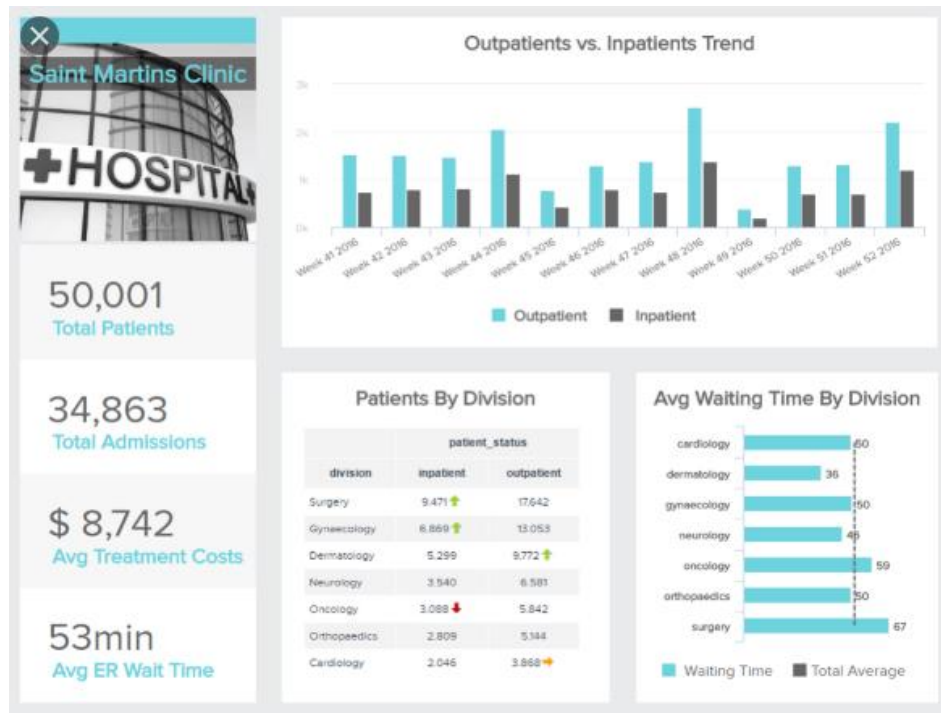 Saint Martins Clinic
HOSPITAL
50,001
Total Patients
34,863
Total Admissions
$ 8,742
Avg Treatment Costs
53min
Avg ER Wait Time
Outpatients vs. Inpatients Trend
3k
2k
1k
0k
Week 41 2016
Week 42 2016
Week 43 2016
Week 44 2016
Week 45 2016
Week 46 2016
Week 47 2016
Week 48 2016
Week 49 2016
Week 50 2016
Week 51 2016
Week 52 2016
Outpatient Inpatient
Patients By Division
patient_status
division inpatient outpatient
Surgery 9.471 17.642
Gynaecology 6.869 13.053
Dermatology 5.299 9.772
Neurology 3.540 6.581
Oncology 3.088 5.842
Orthopaedics 2.809 5.144
Cardiology 2.046 3.868
Avg Waiting Time By Division
cardiology 50
dermatology 36
gynaecology 50
neurology
oncology 59
orthopaedics 50
surgery 67
Waiting Time Total Average